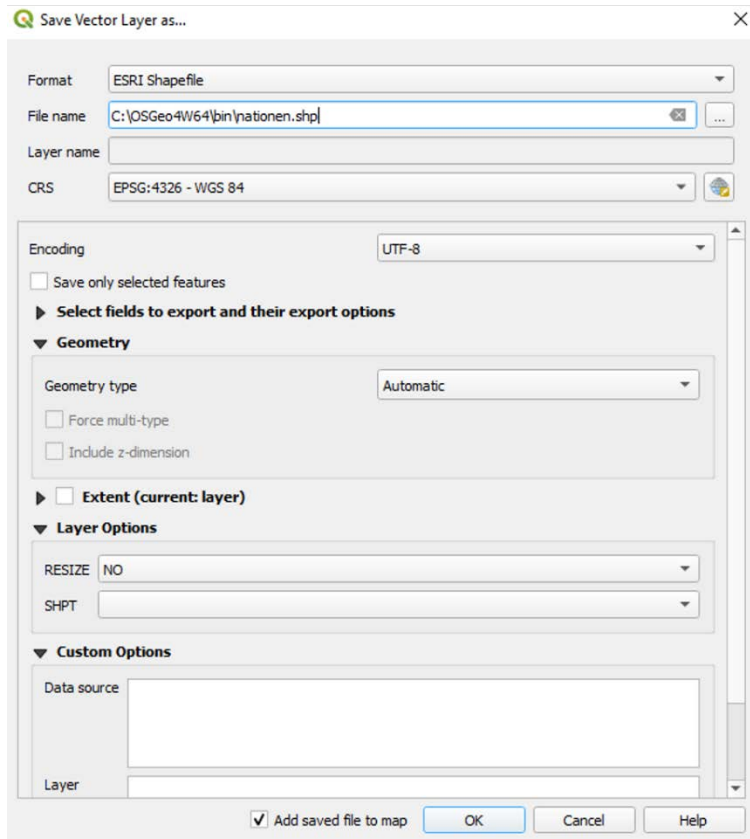 Save Vector Layer as...
Format ESRI Shapefile
File name C:\OSGeo4W64\bin\nationen.shp ...
Layer name
CRS EPSG:4326 - WGS 84
Encoding UTF-8
Save only selected features
Select fields to export and their export options
Geometry
Geometry type Automatic
Force multi-type
Include z-dimension
Extent (current: layer)
Layer Options
RESIZE NO
SHPT
Custom Options
Data source
Layer
Add saved file to map OK Cancel Help